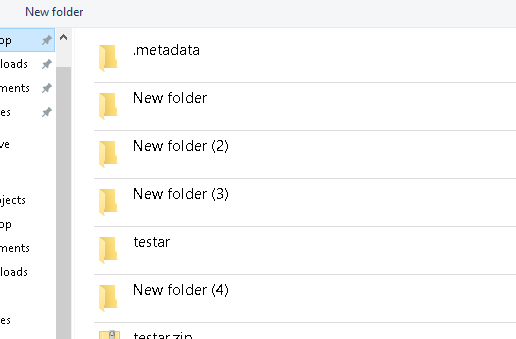 New folder
op
loads
ments
es
ve
jects
op
ments
loads
es
.metadata
New folder
New folder (2)
New folder (3)
testar
New folder (4)
testar.zip